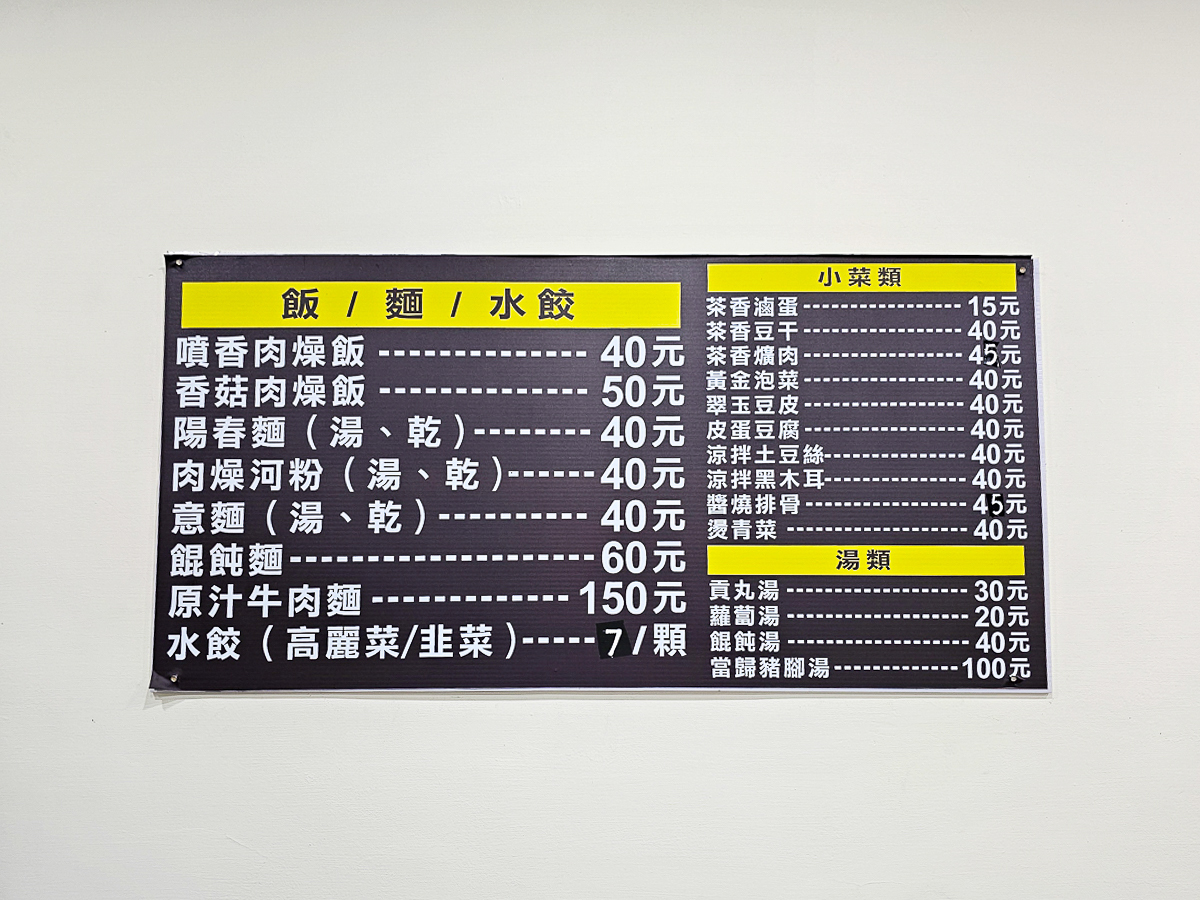 飯 / 麵 / 水餃
噴香肉燥飯 -------------- 40元
香菇肉燥飯 -------------- 50元
陽春麵（湯、乾）-------- 40元
肉燥河粉（湯、乾）------ 40元
意麵（湯、乾）---------- 40元
餛飩麵-------------------- 60元
原汁牛肉麵 ------------- 150元
水餃（高麗菜/韭菜）----- 7/顆
小菜類
茶香滷蛋------------------ 15元
茶香豆干------------------ 40元
茶香爌肉------------------ 45元
黃金泡菜------------------ 40元
翠玉豆皮------------------ 40元
皮蛋豆腐------------------ 40元
涼拌土豆絲---------------- 40元
涼拌黑木耳---------------- 40元
醬燒排骨------------------ 45元
燙青菜 -------------------- 40元
湯類
貢丸湯 -------------------- 30元
蘿蔔湯 -------------------- 20元
餛飩湯 -------------------- 40元
當歸豬腳湯 -------------- 100元